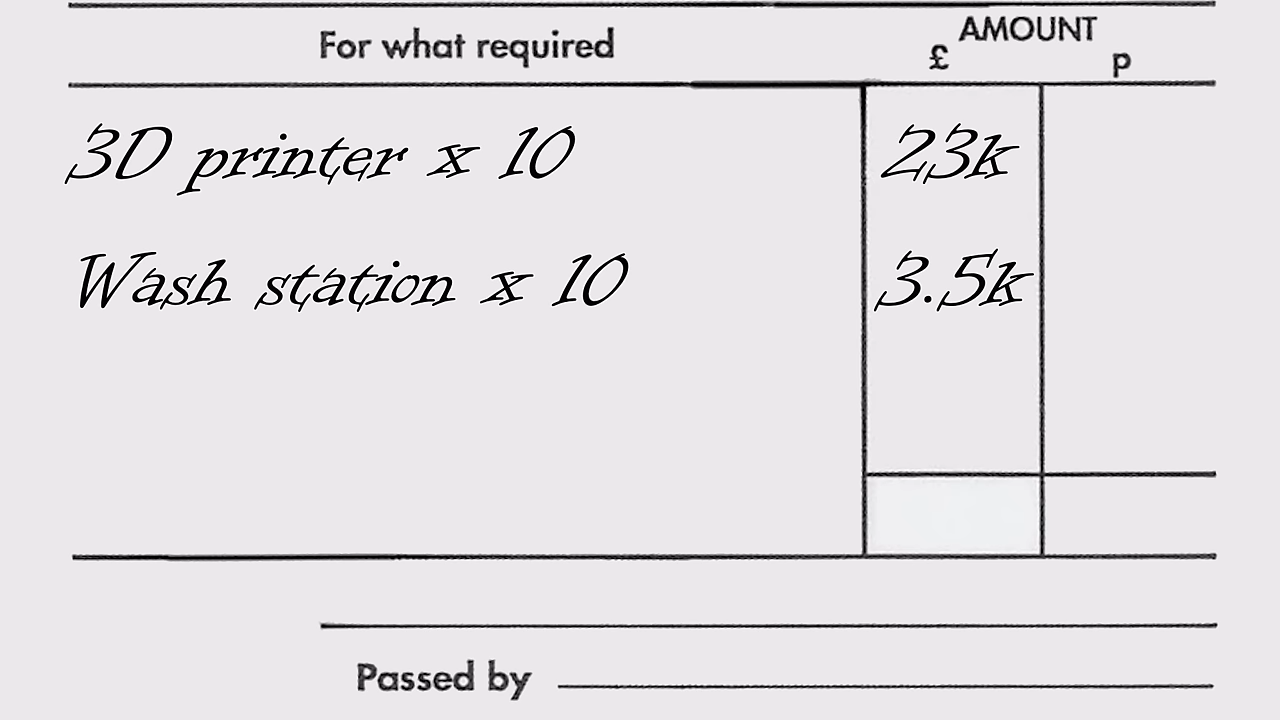 AMOUNT
For what required £ p
3D printer x 10 23k
Wash station x 10 3.5k
Passed by